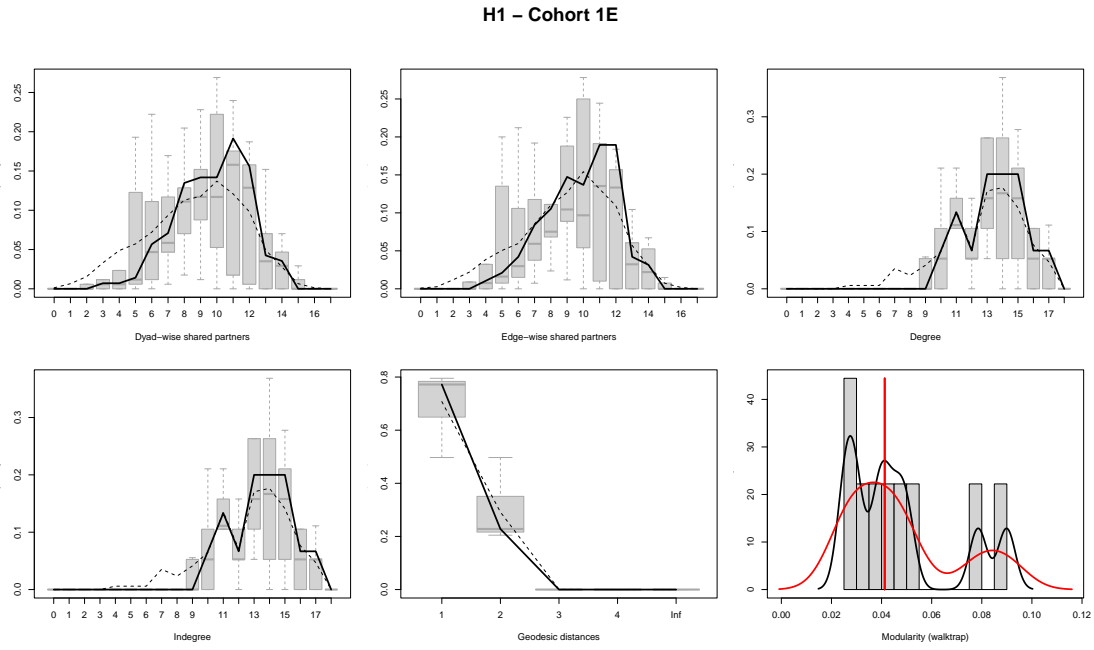 H1 – Cohort 1E
0.00 0.05 0.10 0.15 0.20 0.25
0 1 2 3 4 5 6 7 8 9 10 12 14 16
Dyad−wise shared partners
0.00 0.05 0.10 0.15 0.20 0.25
0 1 2 3 4 5 6 7 8 9 10 12 14 16
Edge−wise shared partners
0.0 0.1 0.2 0.3
0 1 2 3 4 5 6 7 8 9 11 13 15 17
Degree
0.0 0.1 0.2 0.3
0 1 2 3 4 5 6 7 8 9 11 13 15 17
Indegree
0.0 0.2 0.4 0.6 0.8
1 2 3 4 Inf
Geodesic distances
0 10 20 30 40
0.00 0.02 0.04 0.06 0.08 0.10 0.12
Modularity (walktrap)